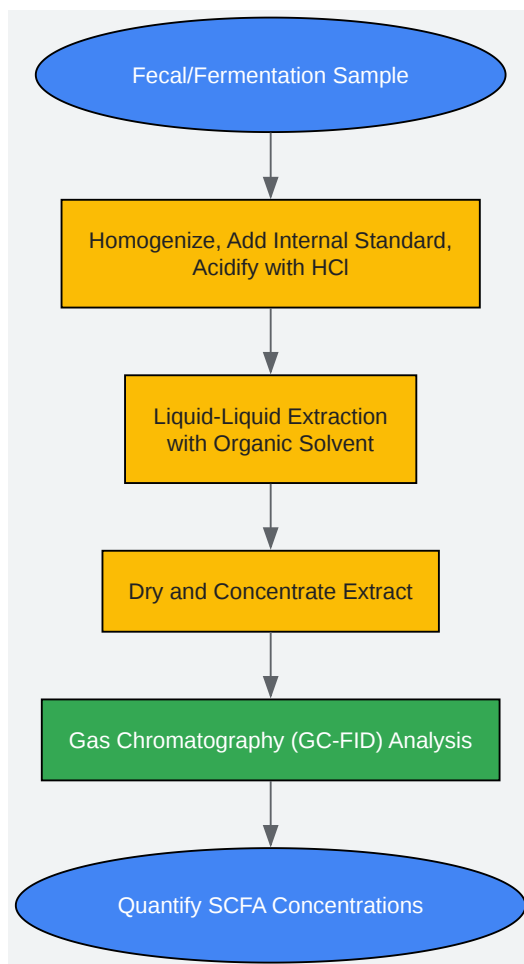 Fecal/Fermentation Sample
Homogenize, Add Internal Standard,
Acidify with HCl
Liquid-Liquid Extraction
with Organic Solvent
Dry and Concentrate Extract
Gas Chromatography (GC-FID) Analysis
Quantify SCFA Concentrations